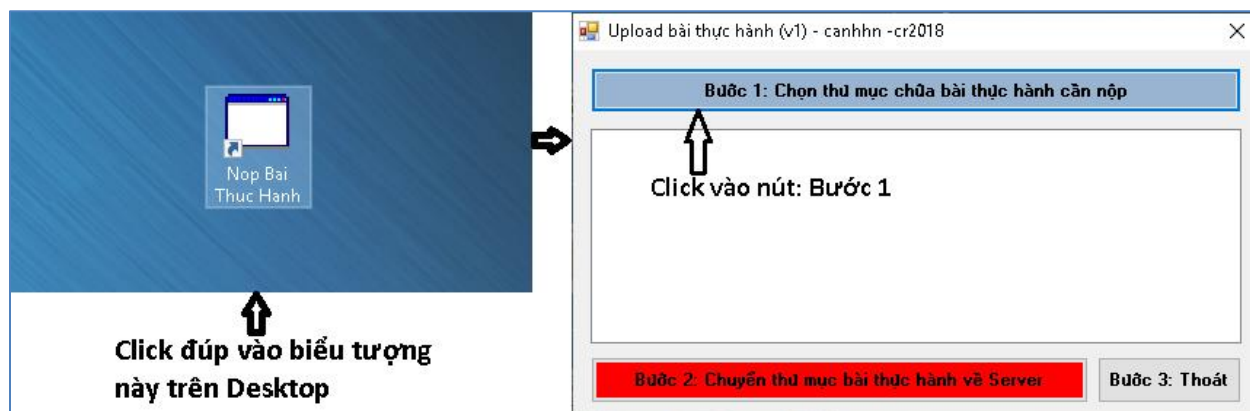 Nop Bai
Thuc Hanh
Click đúp vào biểu tượng
này trên Desktop
Upload bài thực hành (v1) - canhhn -cr2018
Bước 1: Chọn thư mục chứa bài thực hành cần nộp
Click vào nút: Bước 1
Bước 2: Chuyển thư mục bài thực hành về Server
Bước 3: Thoát